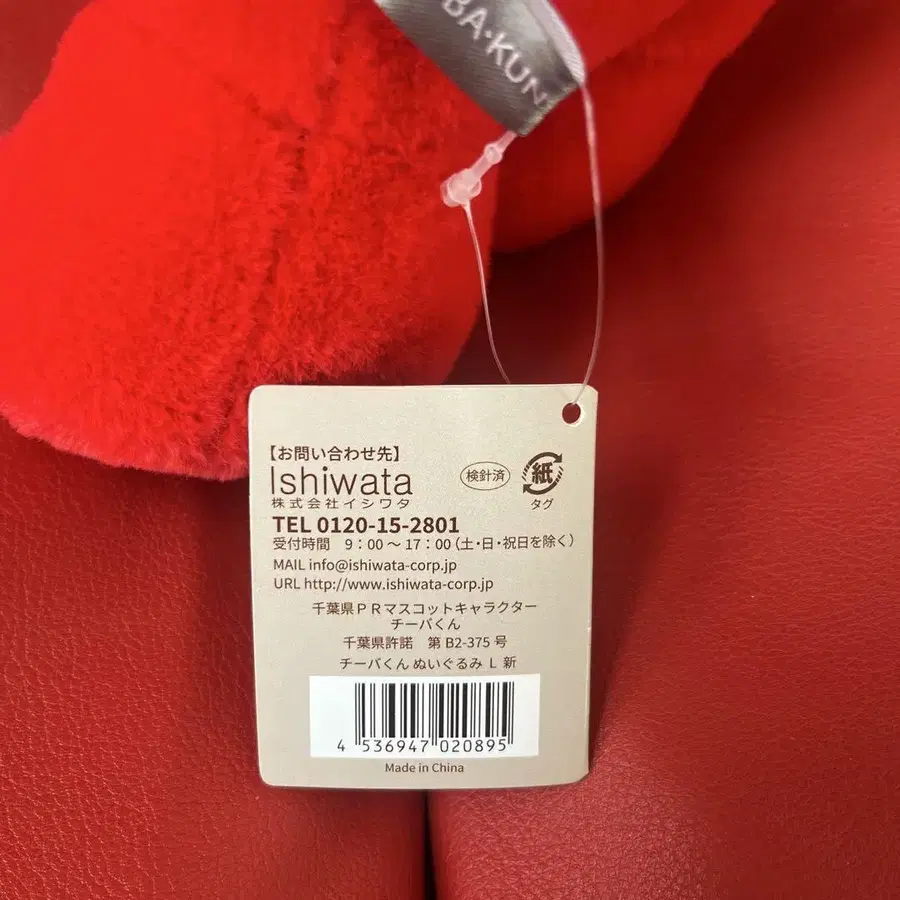 BA·KUN
【お問い合わせ先】
Ishiwata
株式会社イシワタ
検針済
紙
タグ
TEL 0120-15-2801
受付時間 9：00～17：00（土・日・祝日を除く）
MAIL info@ishiwata-corp.jp
URL http://www.ishiwata-corp.jp
千葉県ＰＲマスコットキャラクター
チーバくん
千葉県許諾 第 B2-375 号
チーバくん ぬいぐるみ L 新
4 536947 020895
Made in China